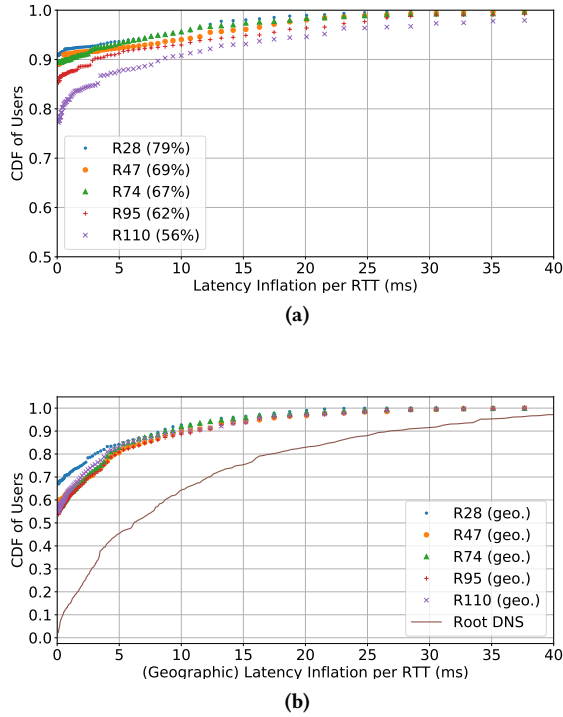 1.0
0.9
0.8
0.7
0.6
0.5
CDF of Users
R28 (79%)
R47 (69%)
R74 (67%)
R95 (62%)
R110 (56%)
0 5 10 15 20 25 30 35 40
Latency Inflation per RTT (ms)
(a)
1.0
0.9
0.8
0.7
0.6
0.5
0.4
0.3
0.2
0.1
0.0
CDF of Users
R28 (geo.)
R47 (geo.)
R74 (geo.)
R95 (geo.)
R110 (geo.)
Root DNS
0 5 10 15 20 25 30 35 40
(Geographic) Latency Inflation per RTT (ms)
(b)